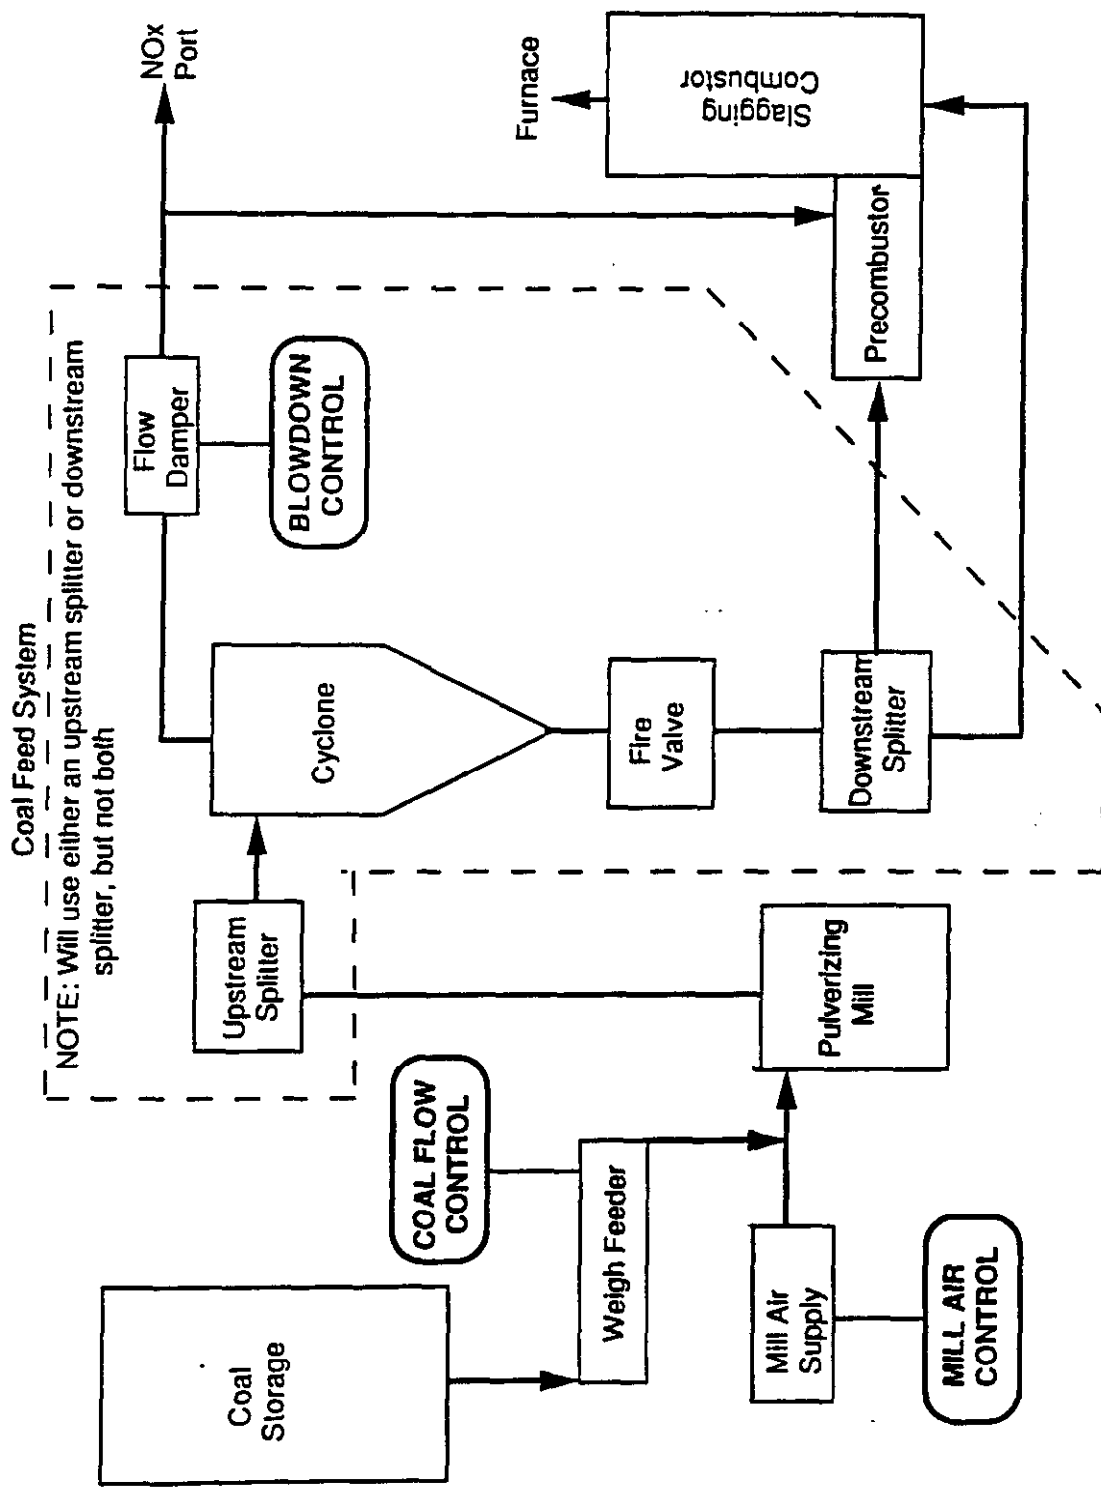 Coal Feed System
NOTE: Will use either an upstream splitter or downstream
splitter, but not both
NOx
Port
Flow
Damper
BLOWDOWN
CONTROL
Furnace
Slagging
Combustor
Precombustor
Cyclone
Fire
Valve
Downstream
Splitter
Upstream
Splitter
Pulverizing
Mill
COAL FLOW
CONTROL
Coal
Storage
Weigh Feeder
Mill Air
Supply
MILL AIR
CONTROL